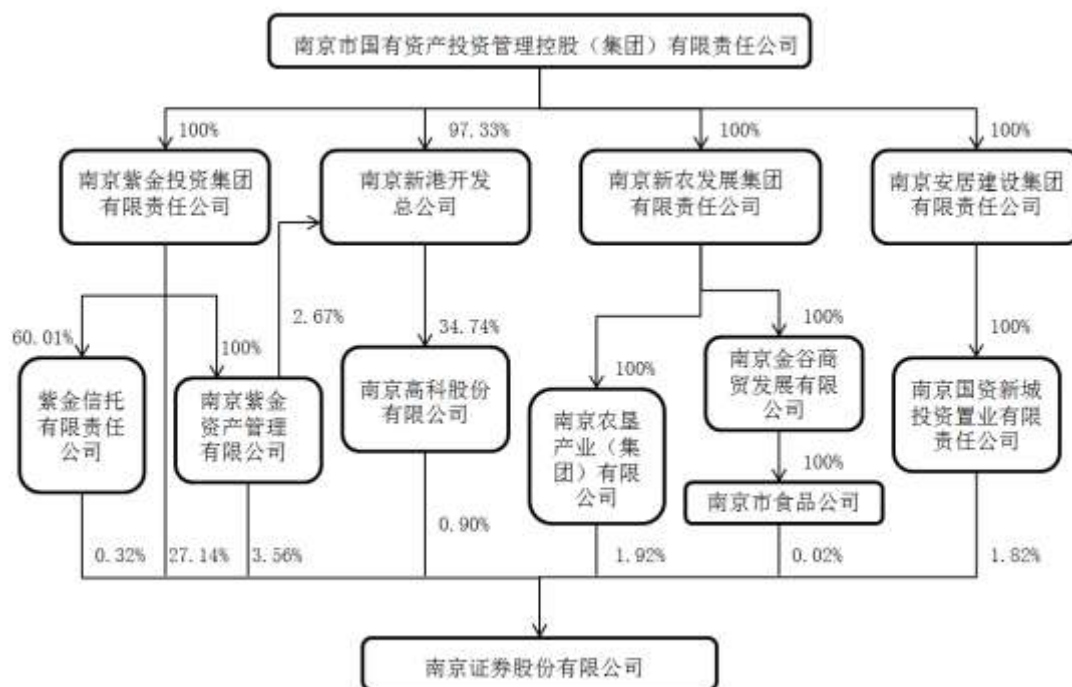 南京市国有资产投资管理控股（集团）有限责任公司
100%
97.33%
100%
100%
南京紫金投资集团
有限责任公司
南京新港开发
总公司
南京新农发展集团
有限责任公司
南京安居建设集团
有限责任公司
60.01%
100%
2.67%
34.74%
100%
100%
100%
紫金信托
有限责任
公司
南京紫金
资产管理
有限公司
南京高科股份
有限公司
南京农垦
产业（集
团）有限
公司
南京金谷商
贸发展有限
公司
南京国资新城
投资置业有限
责任公司
100%
南京市食品公司
0.32%
27.14%
3.56%
0.90%
1.92%
0.02%
1.82%
南京证券股份有限公司